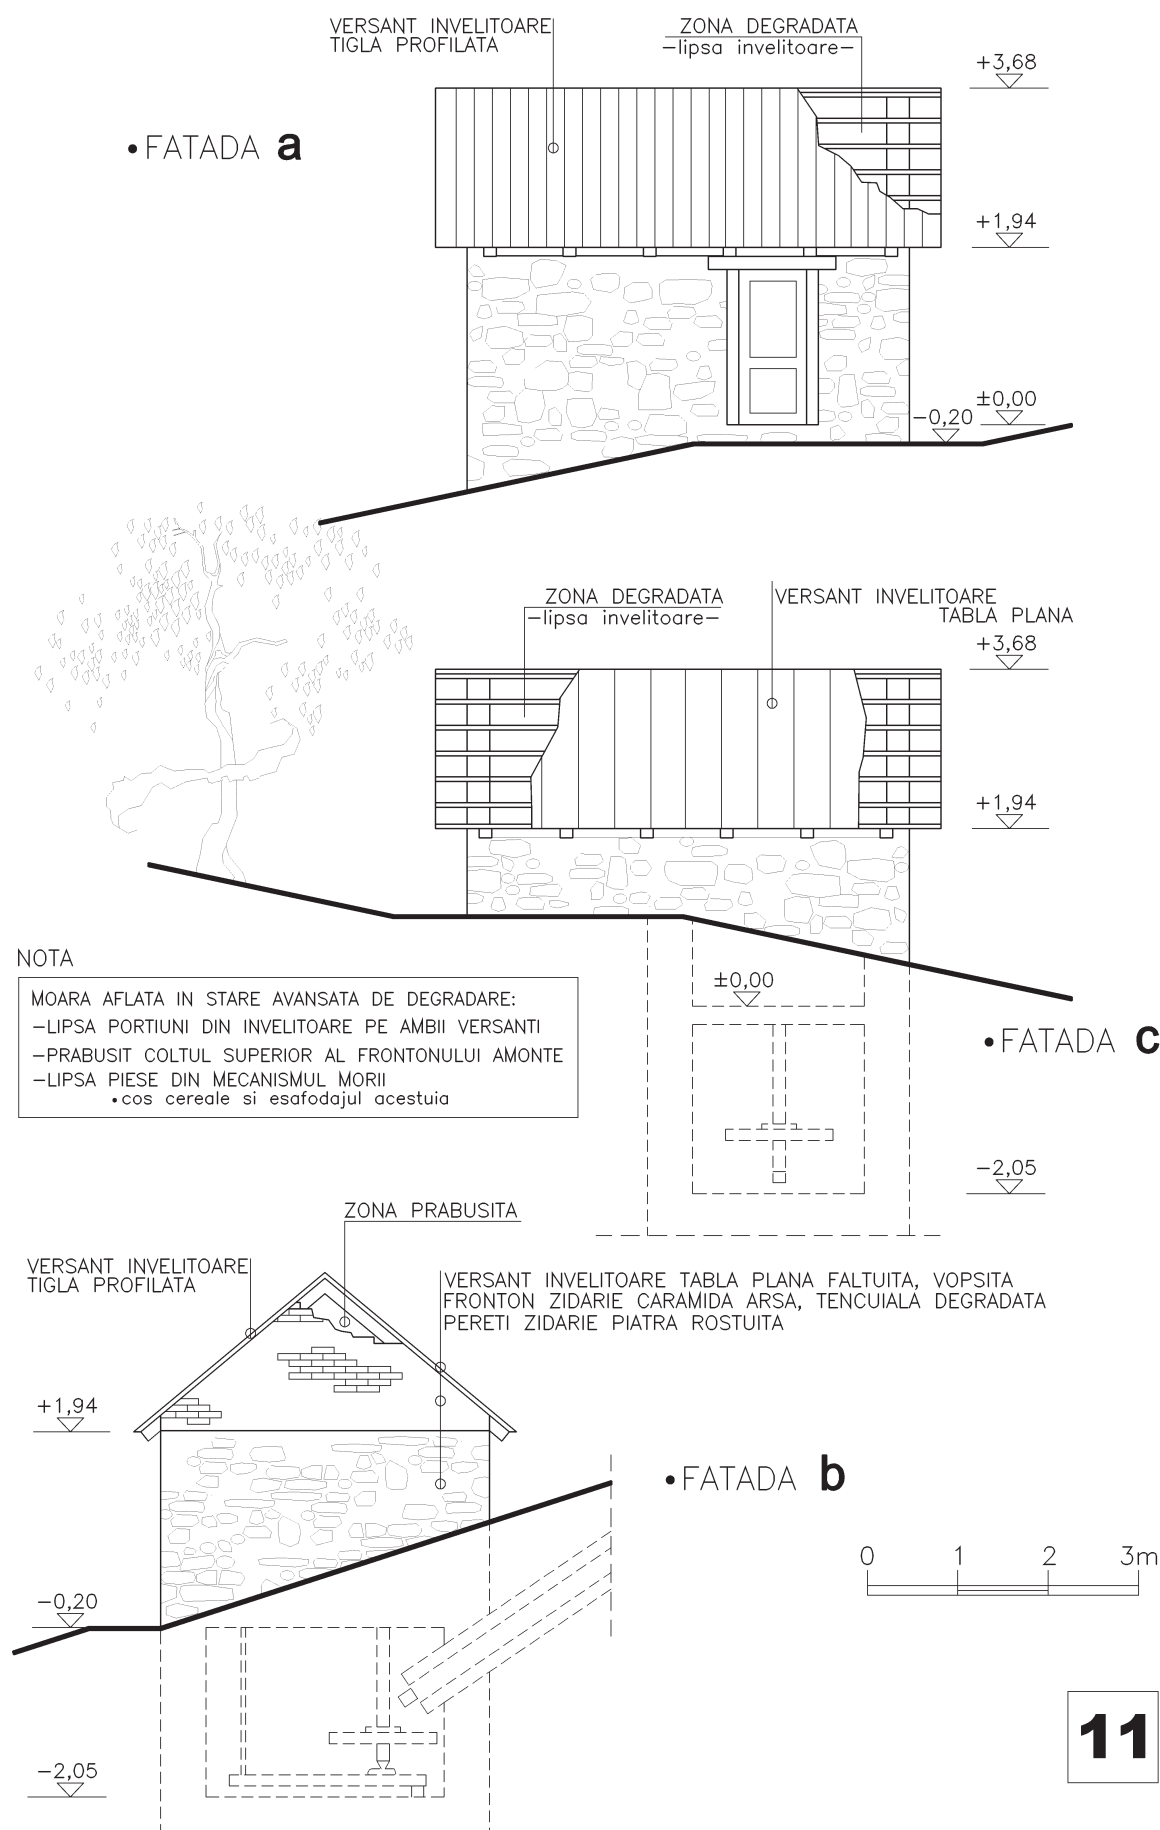 VERSANT INVELITOARE
TIGLA PROFILATA
ZONA DEGRADATA
-lipsa invelitoare-
+3,68
• FATADA a
+1,94
±0,00
-0,20
ZONA DEGRADATA
-lipsa invelitoare-
VERSANT INVELITOARE
TABLA PLANA
+3,68
+1,94
NOTA
MOARA AFLATA IN STARE AVANSATA DE DEGRADARE:
-LIPSA PORTIUNI DIN INVELITOARE PE AMBII VERSANTI
-PRABUSIT COLTUL SUPERIOR AL FRONTONULUI AMONTE
-LIPSA PIESE DIN MECANISMUL MORII
• cos cereale si esafodajul acestuia
±0,00
• FATADA c
-2,05
ZONA PRABUSITA
VERSANT INVELITOARE
TIGLA PROFILATA
VERSANT INVELITOARE TABLA PLANA FALTUITA, VOPSITA
FRONTON ZIDARIE CARAMIDA ARSA, TENCUIALA DEGRADATA
PERETI ZIDARIE PIATRA ROSTUITA
+1,94
• FATADA b
0 1 2 3m
-0,20
-2,05
11